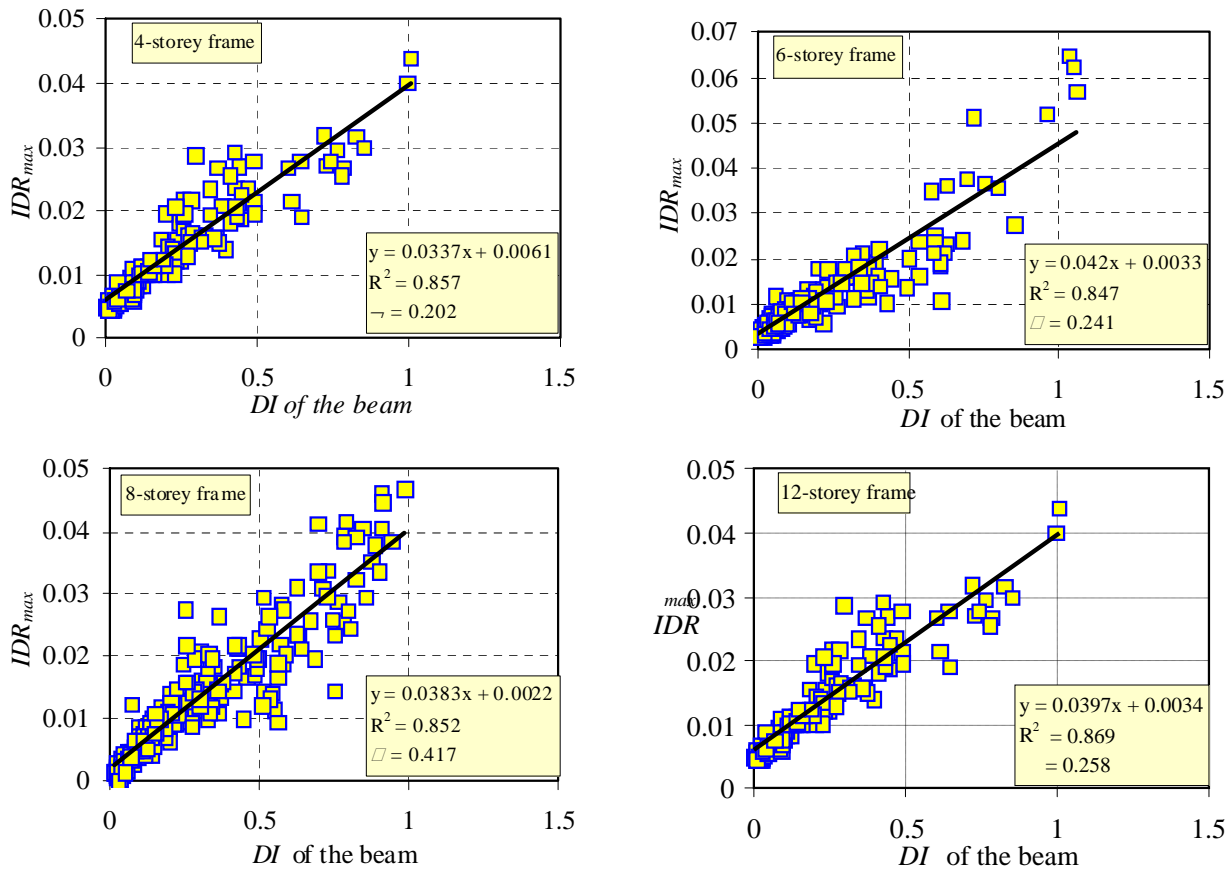 4-storey frame
0.05
0.04
0.03
0.02
0.01
0
IDRmax
y = 0.0337x + 0.0061
R² = 0.857
¬ = 0.202
0 0.5 1 1.5
DI of the beam
6-storey frame
0.07
0.06
0.05
0.04
0.03
0.02
0.01
0
IDRmax
y = 0.042x + 0.0033
R² = 0.847
□ = 0.241
0 0.5 1 1.5
DI of the beam
8-storey frame
0.05
0.04
0.03
0.02
0.01
0
IDRmax
y = 0.0383x + 0.0022
R² = 0.852
□ = 0.417
0 0.5 1 1.5
DI of the beam
12-storey frame
0.05
0.04
0.03
0.02
0.01
0
max
IDR
y = 0.0397x + 0.0034
R² = 0.869
= 0.258
0 0.5 1 1.5
DI of the beam